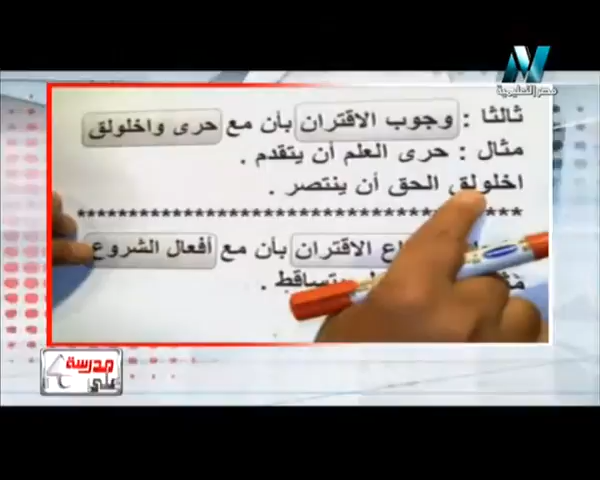 مصر التعليمية
ثالثا : وجوب الاقتران بأن مع حرى واخلولق
مثال : حرى العلم أن يتقدم .
اخلولق الحق أن ينتصر .
************************************
الاقتران بأن مع أفعال الشروع
يتساقط .
مدرسة
على